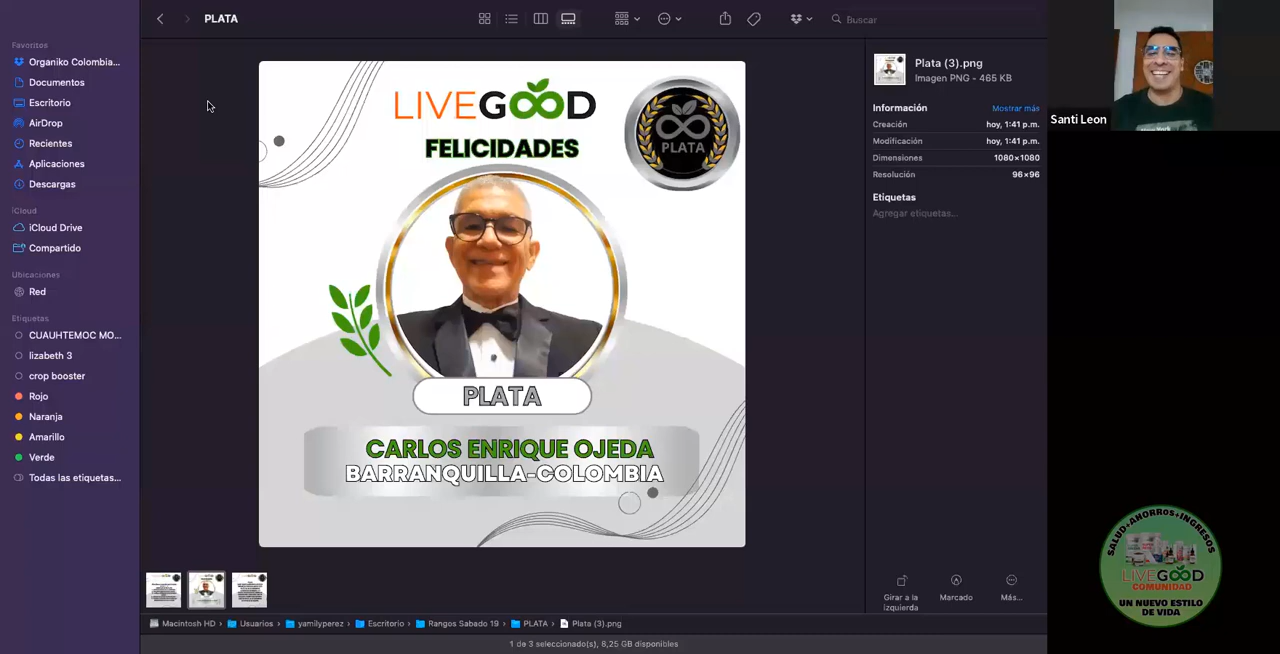 PLATA
Buscar
Favoritos
Organiko Colombia...
Documentos
Escritorio
AirDrop
Recientes
Aplicaciones
Descargas
iCloud
iCloud Drive
Compartido
Ubicaciones
Red
Etiquetas
CUAUHTEMOC MO...
lizabeth 3
crop booster
Rojo
Naranja
Amarillo
Verde
Todas las etiquetas...
LIVEGOOD
FELICIDADES
PLATA
PLATA
CARLOS ENRIQUE OJEDA
BARRANQUILLA-COLOMBIA
Plata (3).png
Imagen PNG - 465 KB
Información
Mostrar más
Creación hoy, 1:41 p.m.
Modificación hoy, 1:41 p.m.
Dimensiones 1080×1080
Resolución 96×96
Etiquetas
Agregar etiquetas...
Girar a la
izquierda
Marcado
Más...
Macintosh HD › Usuarios › yamilyperez › Escritorio › Rangos Sabado 19 › PLATA › Plata (3).png
1 de 3 seleccionado(s), 8,25 GB disponibles
Santi Leon
SALUD+AHORROS+INGRESOS
LIVEGOOD
COMUNIDAD
UN NUEVO ESTILO
DE VIDA